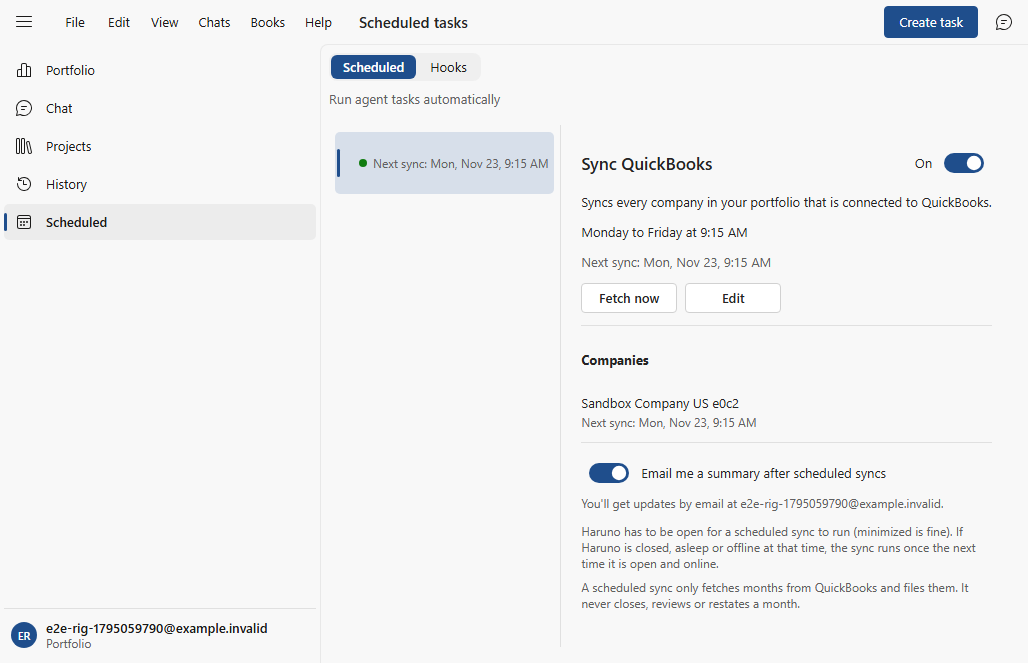 File Edit View Chats Books Help Scheduled tasks Create task
Portfolio
Chat
Projects
History
Scheduled
e2e-rig-1795059790@example.invalid
ER
Portfolio
Scheduled Hooks
Run agent tasks automatically
Next sync: Mon, Nov 23, 9:15 AM
Sync QuickBooks On
Syncs every company in your portfolio that is connected to QuickBooks.
Monday to Friday at 9:15 AM
Next sync: Mon, Nov 23, 9:15 AM
Fetch now Edit
Companies
Sandbox Company US e0c2
Next sync: Mon, Nov 23, 9:15 AM
Email me a summary after scheduled syncs
You'll get updates by email at e2e-rig-1795059790@example.invalid.
Haruno has to be open for a scheduled sync to run (minimized is fine). If
Haruno is closed, asleep or offline at that time, the sync runs once the next
time it is open and online.
A scheduled sync only fetches months from QuickBooks and files them. It
never closes, reviews or restates a month.